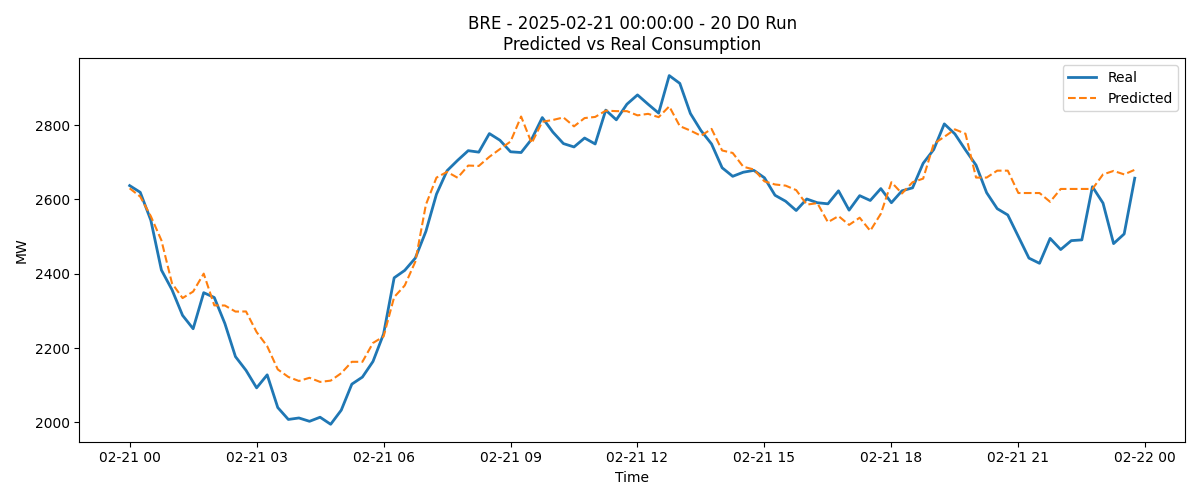 BRE - 2025-02-21 00:00:00 - 20 D0 Run
Predicted vs Real Consumption
Real
Predicted
MW
2800
2600
2400
2200
2000
02-21 00
02-21 03
02-21 06
02-21 09
02-21 12
02-21 15
02-21 18
02-21 21
02-22 00
Time